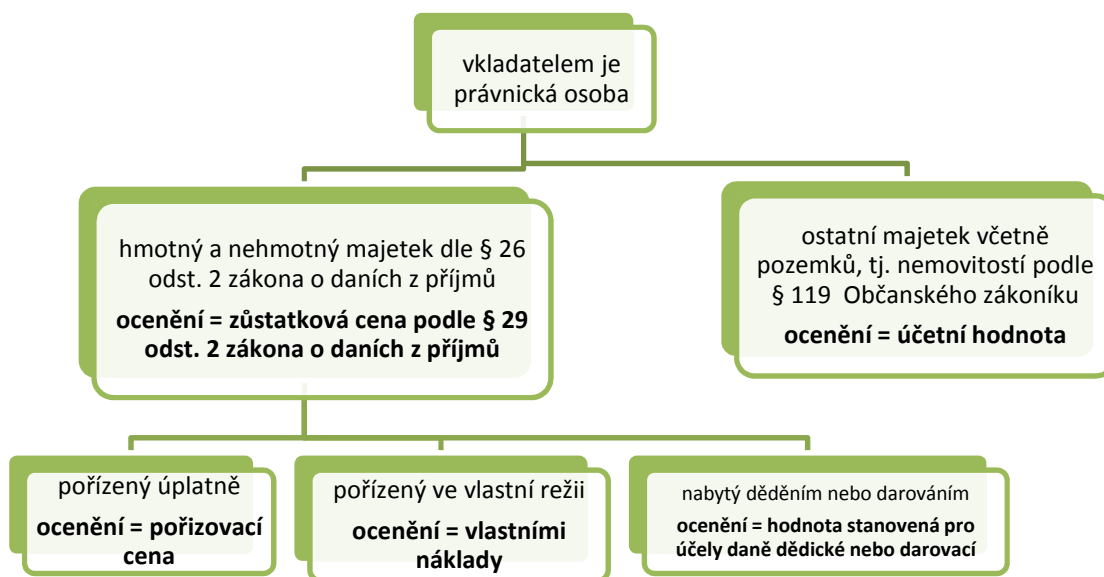 vkladatelem je
právnická osoba
hmotný a nehmotný majetek dle § 26
odst. 2 zákona o daních z příjmů
ocenění = zůstatková cena podle § 29
odst. 2 zákona o daních z příjmů
ostatní majetek včetně
pozemků, tj. nemovitostí podle
§ 119 Občanského zákoníku
ocenění = účetní hodnota
pořízený úplatně
ocenění = pořizovací
cena
pořízený ve vlastní režii
ocenění = vlastními
náklady
nabytý děděním nebo darováním
ocenění = hodnota stanovená pro
účely daně dědické nebo darovací